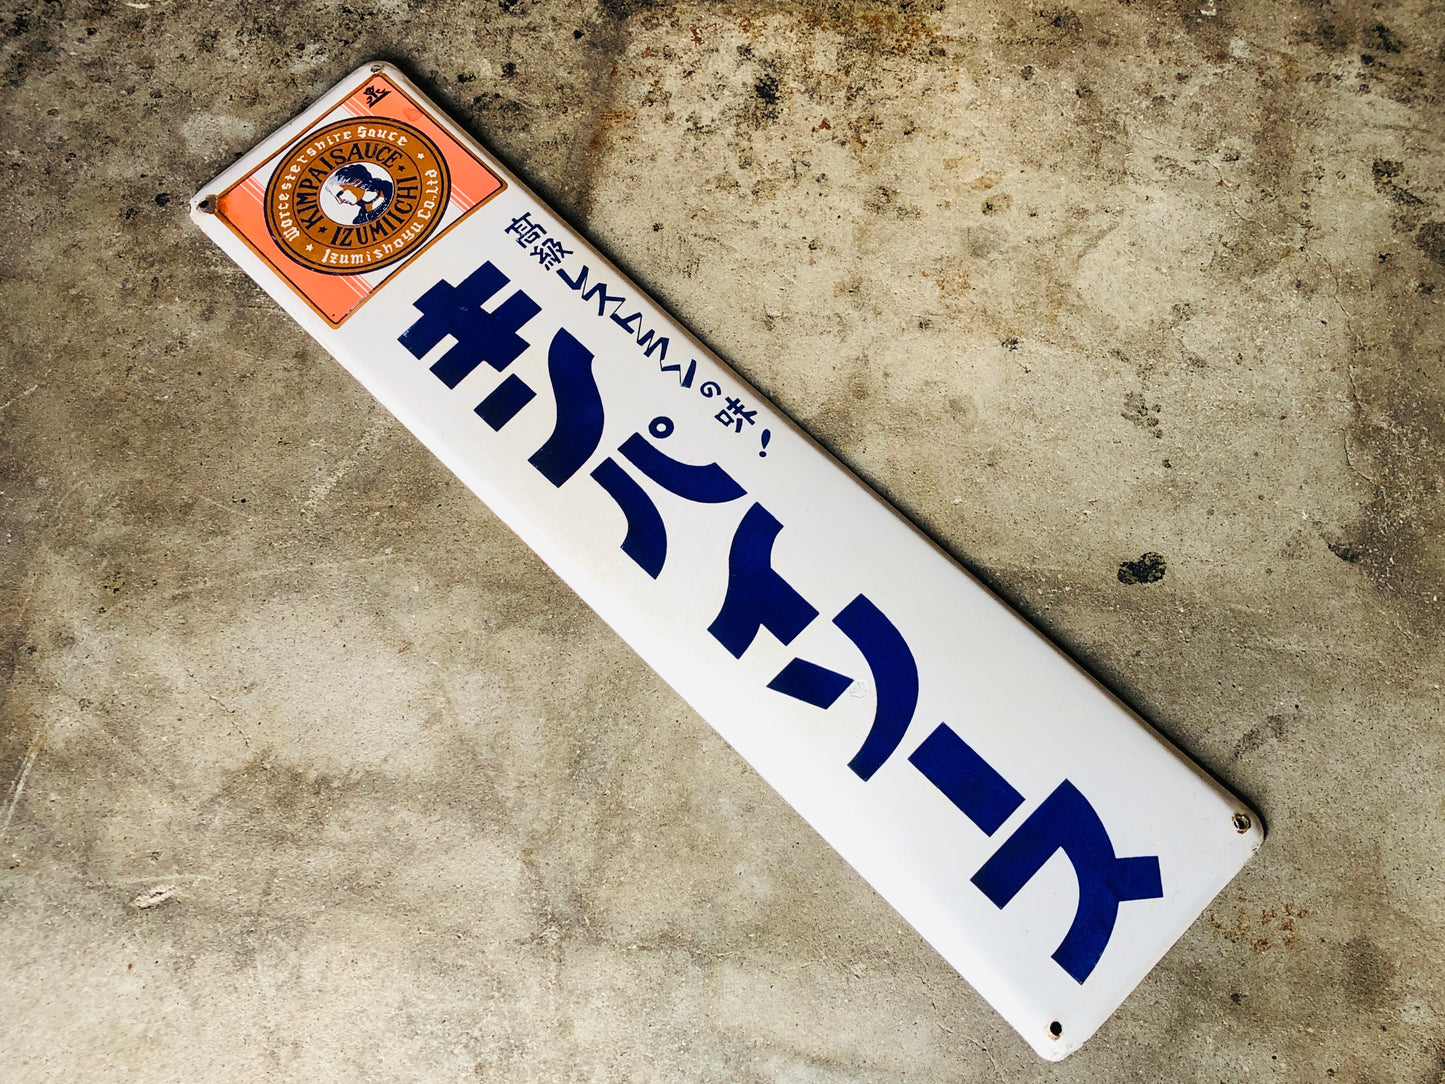 Worcestershire Sauce
KIMPAISAUCE
IZUMIICHI
Izumishoyu Co.,Ltd
高級レストランの味!
キンパイソース